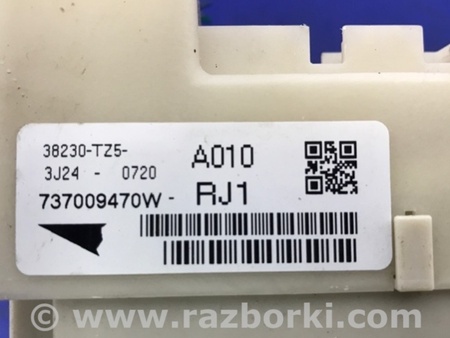 38230-TZ5-
A010
3J24 - 0720
737009470W - RJ1
www.razborki.com